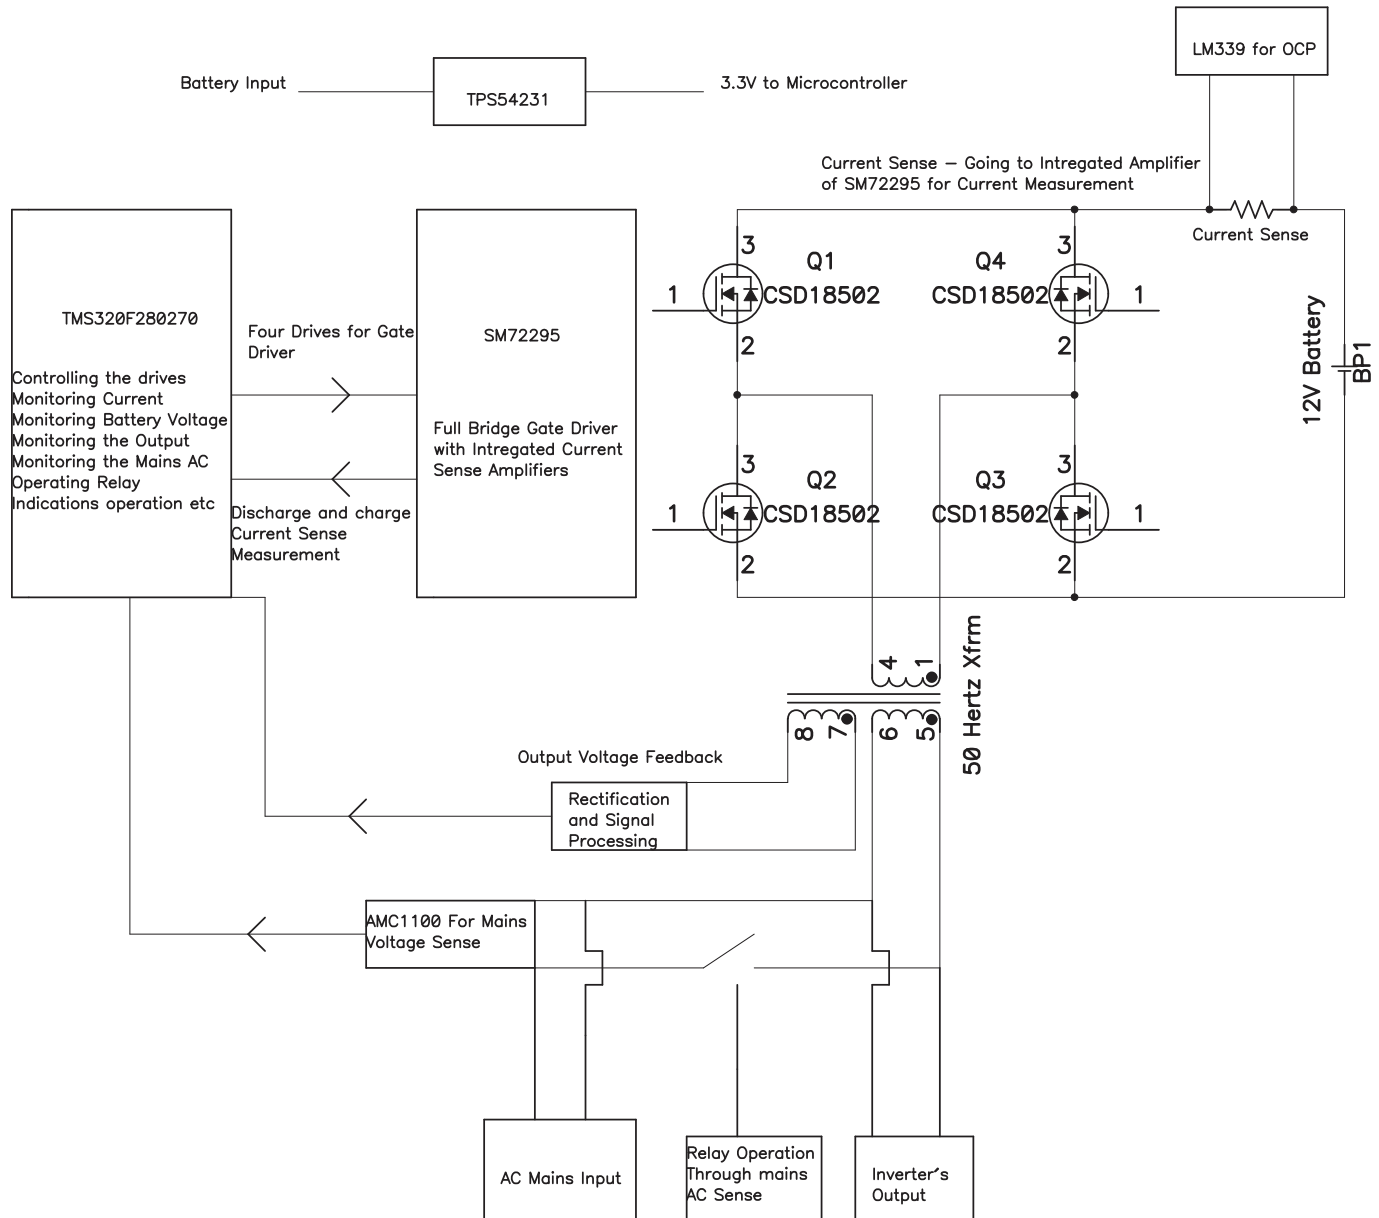 LM339 for OCP
Battery Input
TPS54231
3.3V to Microcontroller
Current Sense – Going to Intregated Amplifier
of SM72295 for Current Measurement
Current Sense
TMS320F280270
Controlling the drives
Monitoring Current
Monitoring Battery Voltage
Monitoring the Output
Monitoring the Mains AC
Operating Relay
Indications operation etc
Four Drives for Gate
Driver
Discharge and charge
Current Sense
Measurement
SM72295
Full Bridge Gate Driver
with Intregated Current
Sense Amplifiers
3
Q1
1
CSD18502
2
3
Q4
CSD18502
1
2
3
Q2
1
CSD18502
2
3
Q3
CSD18502
1
2
12V Battery
BP1
4
1
50 Hertz Xfrm
8
7
6
5
Output Voltage Feedback
Rectification
and Signal
Processing
AMC1100 For Mains
Voltage Sense
AC Mains Input
Relay Operation
Through mains
AC Sense
Inverter's
Output